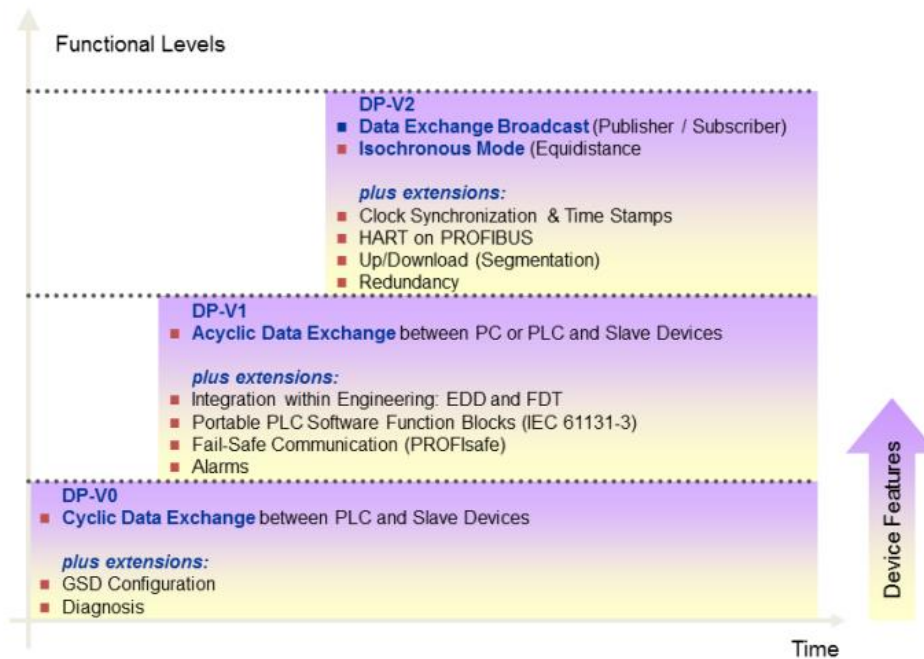 Functional Levels
DP-V2
Data Exchange Broadcast (Publisher / Subscriber)
Isochronous Mode (Equidistance
plus extensions:
Clock Synchronization & Time Stamps
HART on PROFIBUS
Up/Download (Segmentation)
Redundancy
DP-V1
Acyclic Data Exchange between PC or PLC and Slave Devices
plus extensions:
Integration within Engineering: EDD and FDT
Portable PLC Software Function Blocks (IEC 61131-3)
Fail-Safe Communication (PROFIsafe)
Alarms
DP-V0
Cyclic Data Exchange between PLC and Slave Devices
plus extensions:
GSD Configuration
Diagnosis
Device Features
Time